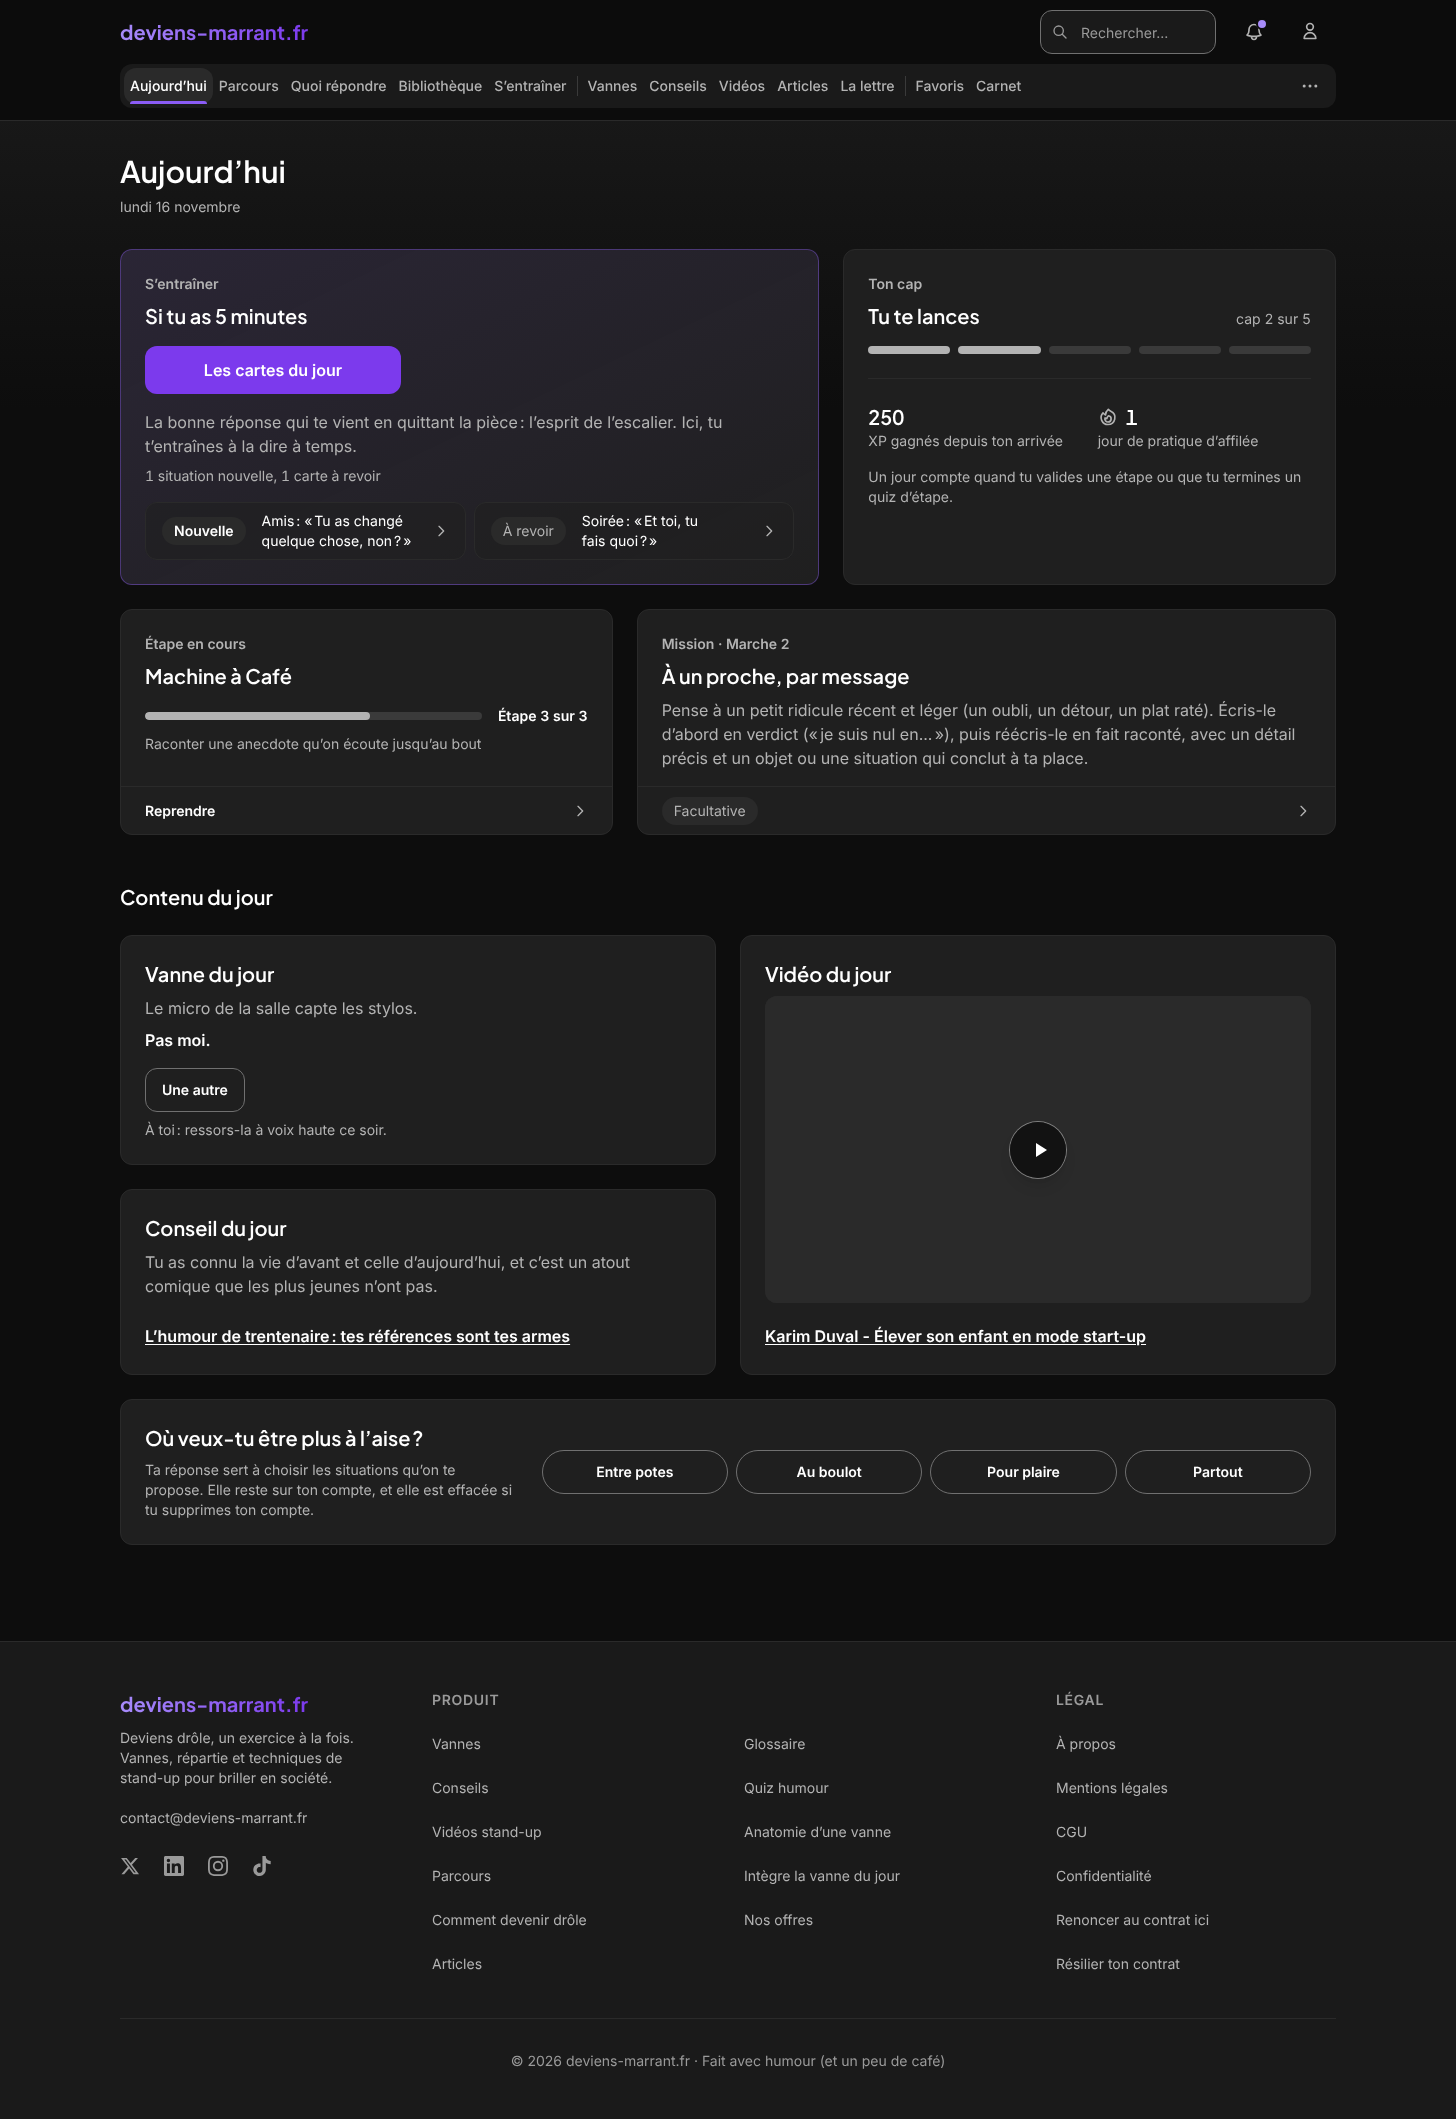 deviens-marrant.fr
Rechercher...
Aujourd’hui Parcours Quoi répondre Bibliothèque S’entraîner Vannes Conseils Vidéos Articles La lettre Favoris Carnet
Aujourd’hui
lundi 16 novembre
S’entraîner
Si tu as 5 minutes
Les cartes du jour
La bonne réponse qui te vient en quittant la pièce : l’esprit de l’escalier. Ici, tu
t’entraînes à la dire à temps.
1 situation nouvelle, 1 carte à revoir
Nouvelle
Amis : « Tu as changé
quelque chose, non ? »
À revoir
Soirée : « Et toi, tu
fais quoi ? »
Ton cap
Tu te lances
cap 2 sur 5
250
XP gagnés depuis ton arrivée
1
jour de pratique d’affilée
Un jour compte quand tu valides une étape ou que tu termines un
quiz d’étape.
Étape en cours
Machine à Café
Étape 3 sur 3
Raconter une anecdote qu’on écoute jusqu’au bout
Reprendre
Mission · Marche 2
À un proche, par message
Pense à un petit ridicule récent et léger (un oubli, un détour, un plat raté). Écris-le
d’abord en verdict (« je suis nul en... »), puis réécris-le en fait raconté, avec un détail
précis et un objet ou une situation qui conclut à ta place.
Facultative
Contenu du jour
Vanne du jour
Le micro de la salle capte les stylos.
Pas moi.
Une autre
À toi : ressors-la à voix haute ce soir.
Conseil du jour
Tu as connu la vie d’avant et celle d’aujourd’hui, et c’est un atout
comique que les plus jeunes n’ont pas.
L’humour de trentenaire : tes références sont tes armes
Vidéo du jour
Karim Duval - Élever son enfant en mode start-up
Où veux-tu être plus à l’aise ?
Ta réponse sert à choisir les situations qu’on te
propose. Elle reste sur ton compte, et elle est effacée si
tu supprimes ton compte.
Entre potes
Au boulot
Pour plaire
Partout
deviens-marrant.fr
Deviens drôle, un exercice à la fois.
Vannes, répartie et techniques de
stand-up pour briller en société.
contact@deviens-marrant.fr
PRODUIT
Vannes
Conseils
Vidéos stand-up
Parcours
Comment devenir drôle
Articles
Glossaire
Quiz humour
Anatomie d’une vanne
Intègre la vanne du jour
Nos offres
LÉGAL
À propos
Mentions légales
CGU
Confidentialité
Renoncer au contrat ici
Résilier ton contrat
© 2026 deviens-marrant.fr · Fait avec humour (et un peu de café)